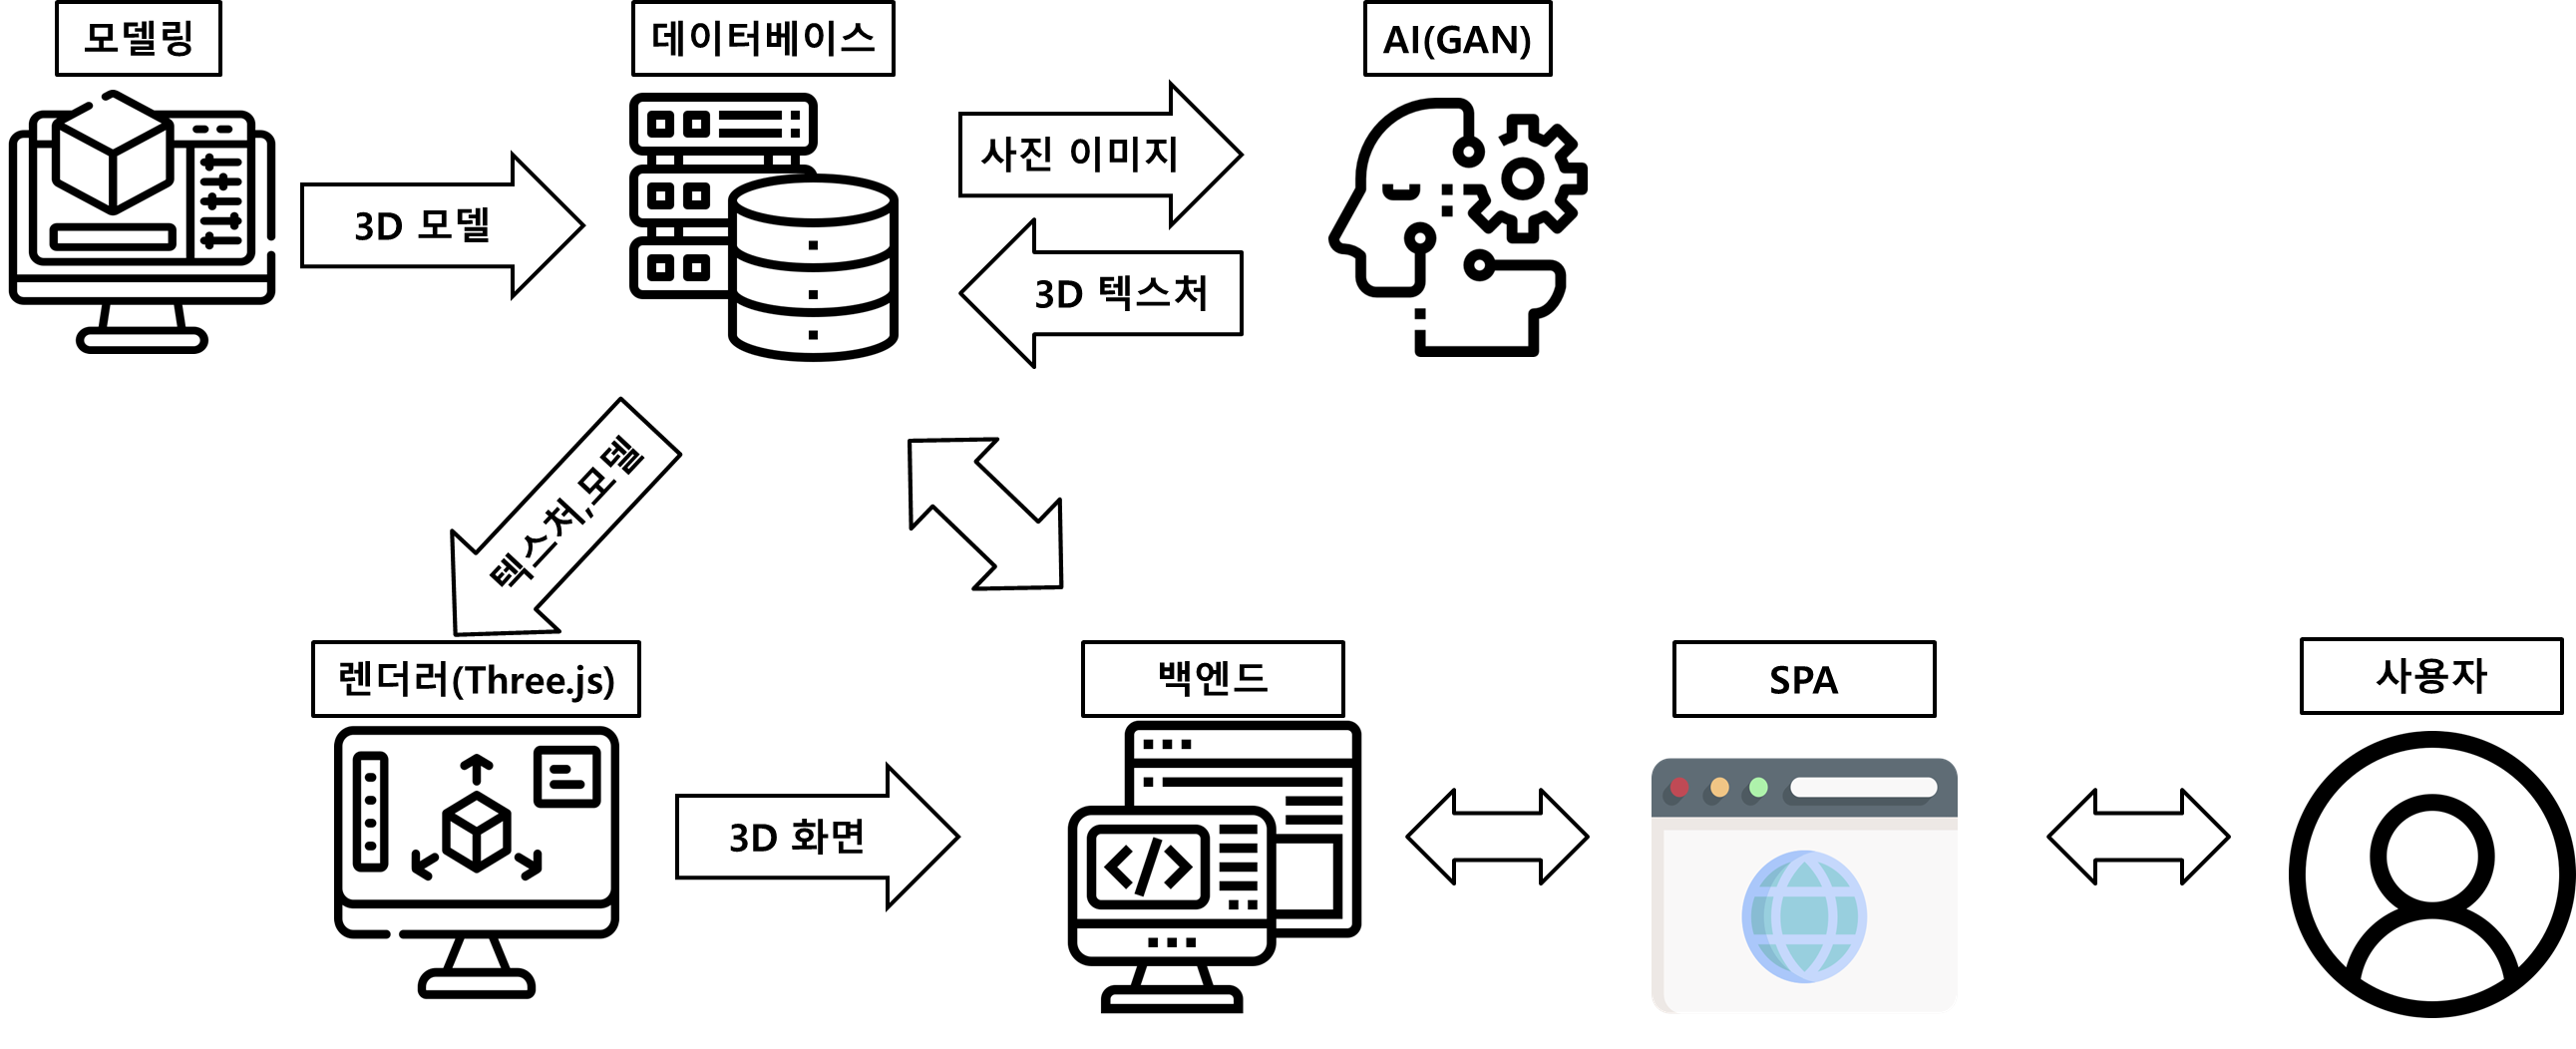 모델링
데이터베이스
AI(GAN)
사진 이미지
3D 모델
3D 텍스쳐
텍스쳐,모델
렌더러(Three.js)
백엔드
SPA
사용자
3D 화면